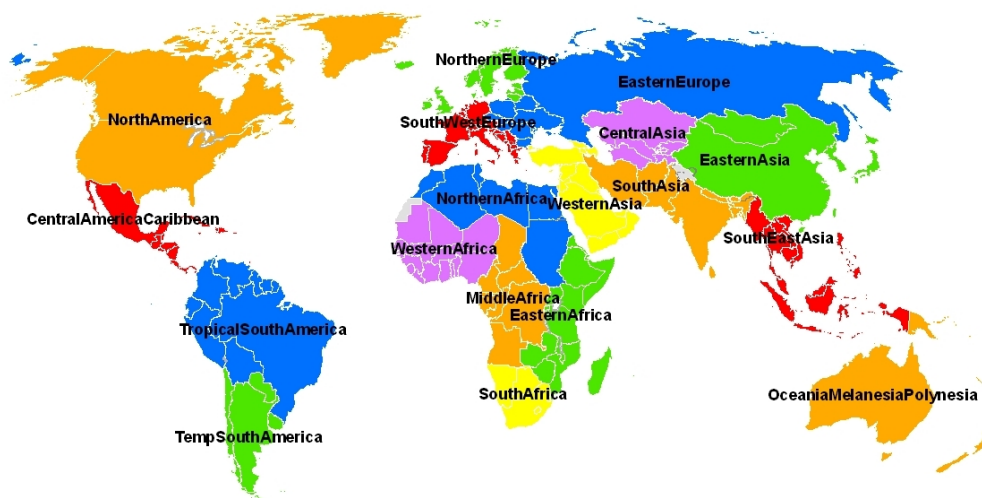 NorthernEurope
EasternEurope
NorthAmerica
SouthWestEurope
CentralAsia
EasternAsia
SouthAsia
NorthernAfrica
WesternAsia
CentralAmericaCaribbean
SouthEastAsia
WesternAfrica
MiddleAfrica
EasternAfrica
TropicalSouthAmerica
SouthAfrica
OceaniaMelanesiaPolynesia
TempSouthAmerica